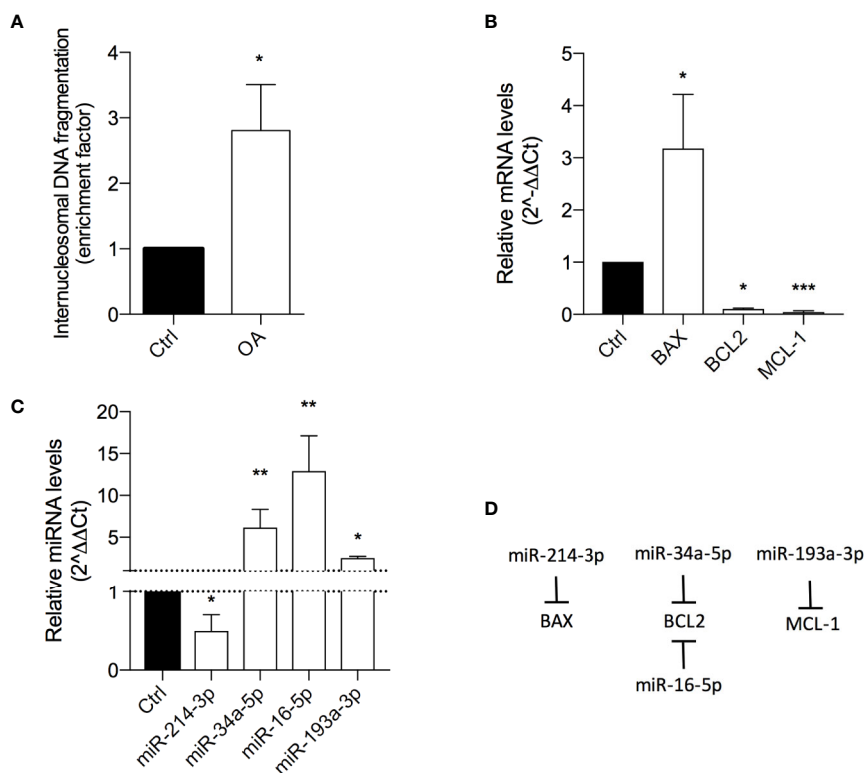 A
Internucleosomal DNA fragmentation
(enrichment factor)
4
3
2
1
0
*
Ctrl
OA
B
Relative mRNA levels
(2^-ΔΔCt)
5
4
3
2
1
0
*
*
***
Ctrl
BAX
BCL2
MCL-1
C
Relative miRNA levels
(2^ΔΔCt)
20
15
10
5
1
0
*
**
**
*
Ctrl
miR-214-3p
miR-34a-5p
miR-16-5p
miR-193a-3p
D
miR-214-3p miR-34a-5p miR-193a-3p
BAX BCL2 MCL-1
miR-16-5p